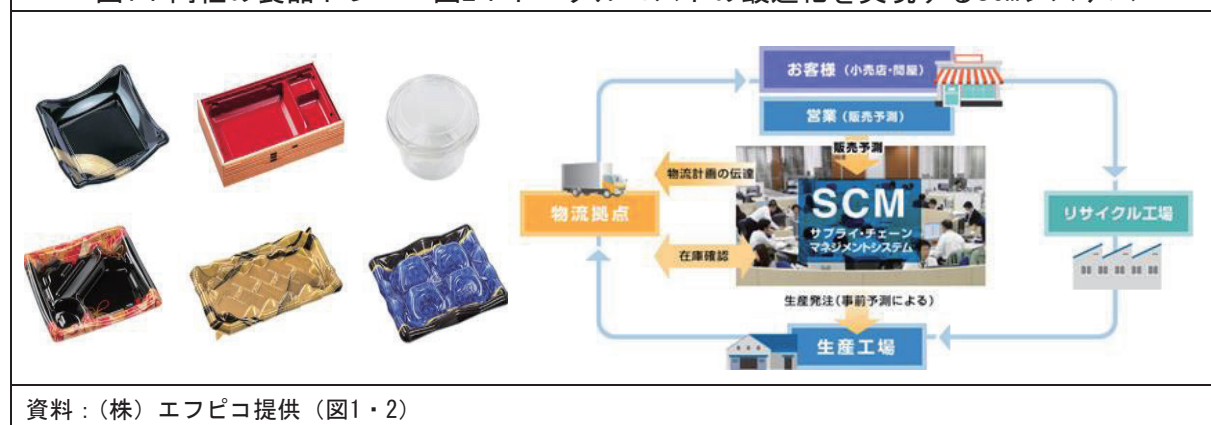 お客様(小売店・問屋)
営業(販売予測)
販売予測
物流計画の伝達
物流拠点
SCM
サプライ・チェーン
マネジメントシステム
リサイクル工場
在庫確認
生産発注(事前予測による)
生産工場
資料:(株)エフピコ提供(図1・2)